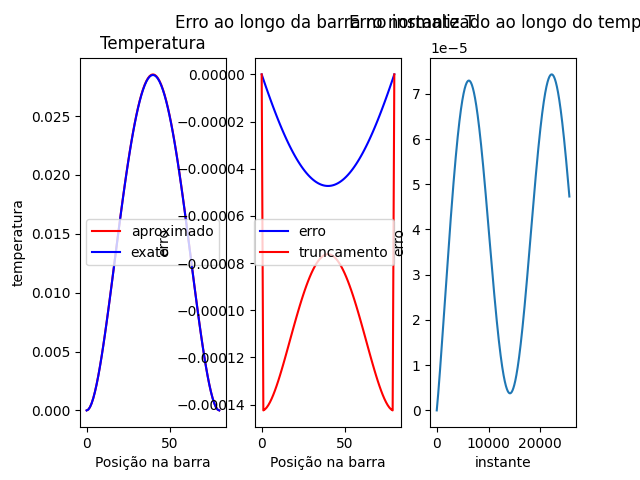 Temperatura
temperatura
0.000
0.005
0.010
0.015
0.020
0.025
0
50
Posição na barra
aproximado
exato
Erro ao longo da barra no instante T
erro
0.00000
−0.00002
−0.00004
−0.00006
−0.00008
−0.00010
−0.00012
−0.00014
0
50
Posição na barra
erro
truncamento
Erro normalizado ao longo do temp
1e−5
erro
0
1
2
3
4
5
6
7
0
10000
20000
instante